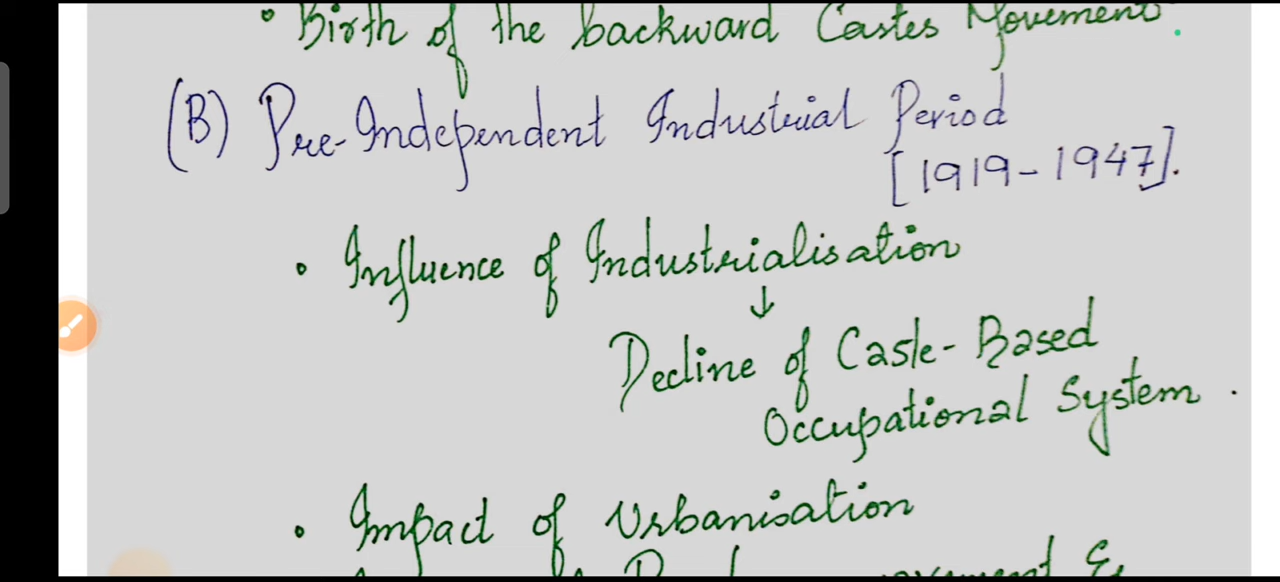 • Birth of the backward Castes Movement.
(B) Pre-Independent Industrial Period
[1919-1947].
• Influence of Industrialisation
↓
Decline of Caste-Based
Occupational System.
• Impact of Urbanisation